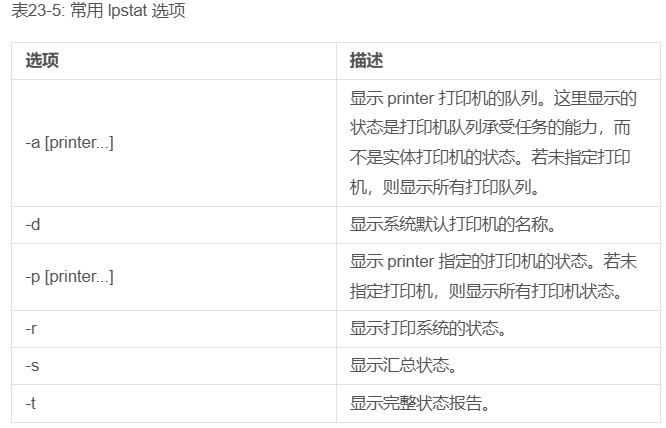 表23-5: 常用 lpstat 选项
选项
描述
-a [printer...]
显示 printer 打印机的队列。这里显示的
状态是打印机队列承受任务的能力，而
不是实体打印机的状态。若未指定打印
机，则显示所有打印队列。
-d
显示系统默认打印机的名称。
-p [printer...]
显示 printer 指定的打印机的状态。若未
指定打印机，则显示所有打印机状态。
-r
显示打印系统的状态。
-s
显示汇总状态。
-t
显示完整状态报告。